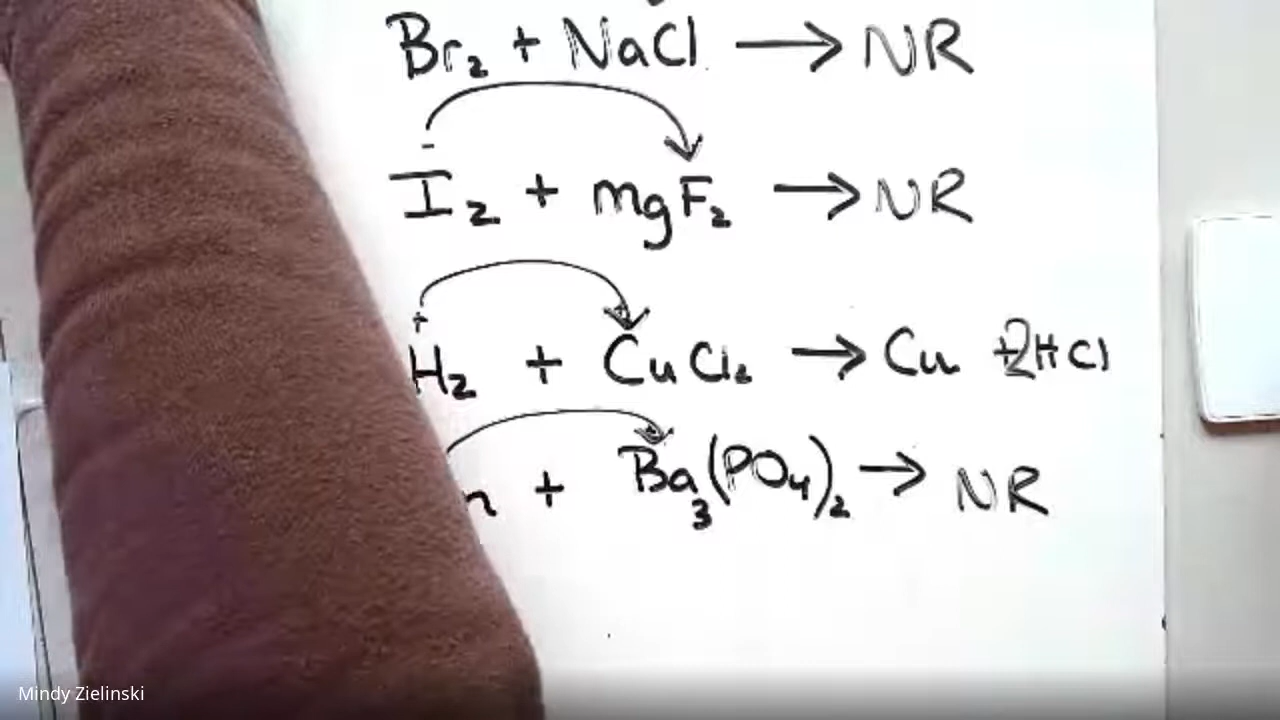 Br₂ + NaCl → NR
-
I₂ + mgF₂ → NR
+
H₂ + CuCl₂ → Cu + 2HCl
n + Ba₃(PO₄)₂ → NR
Mindy Zielinski